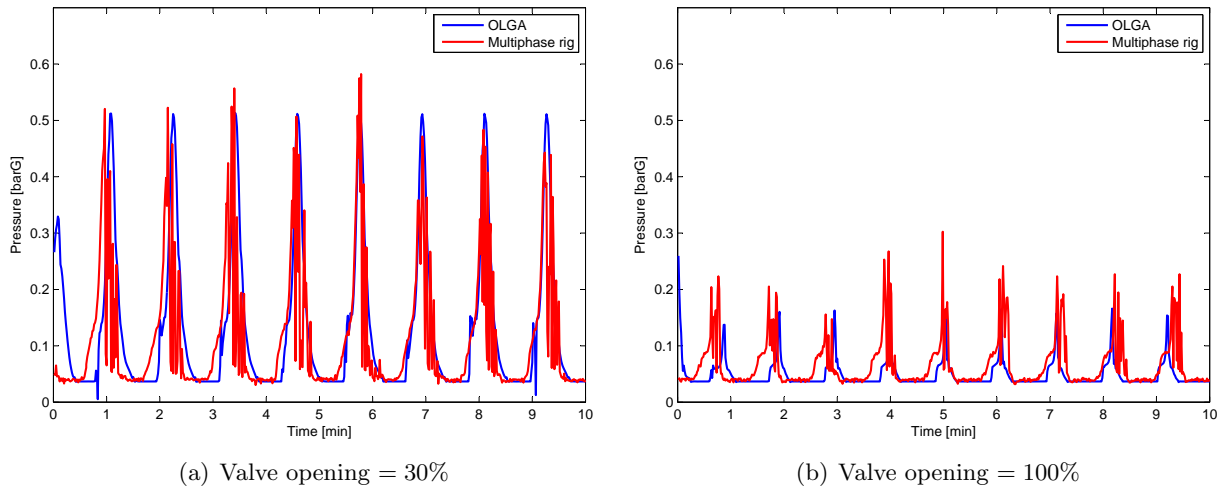 OLGA
Multiphase rig
0.6
0.5
0.4
0.3
0.2
0.1
0
Pressure [barG]
0 1 2 3 4 5 6 7 8 9 10
Time [min]
(a) Valve opening = 30%
OLGA
Multiphase rig
0.6
0.5
0.4
0.3
0.2
0.1
0
Pressure [barG]
0 1 2 3 4 5 6 7 8 9 10
Time [min]
(b) Valve opening = 100%